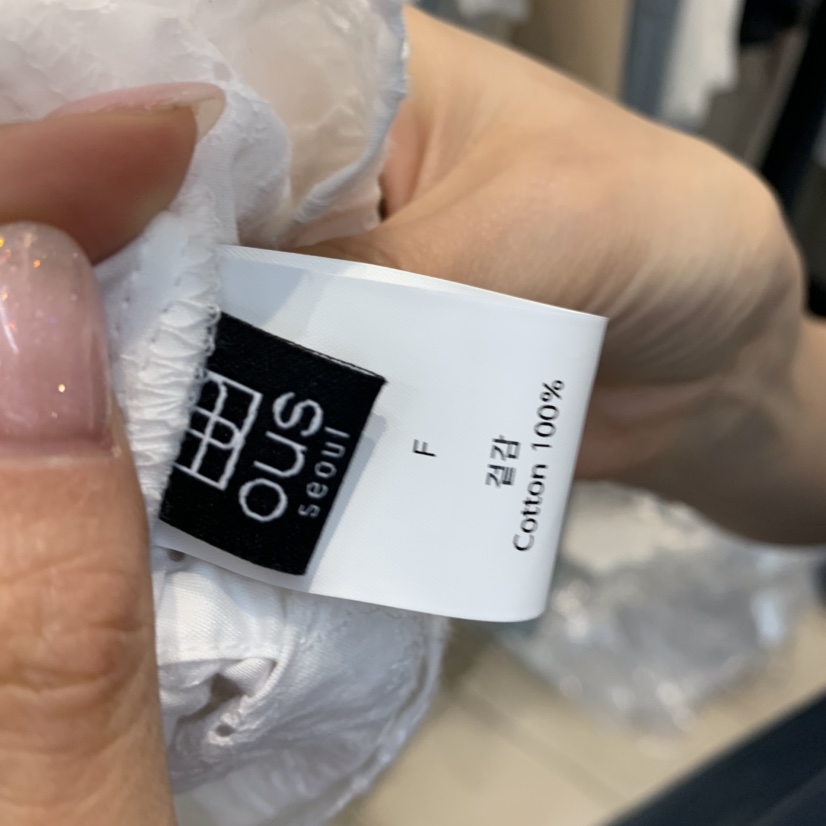 ous
seoul
F
겉감
Cotton 100%